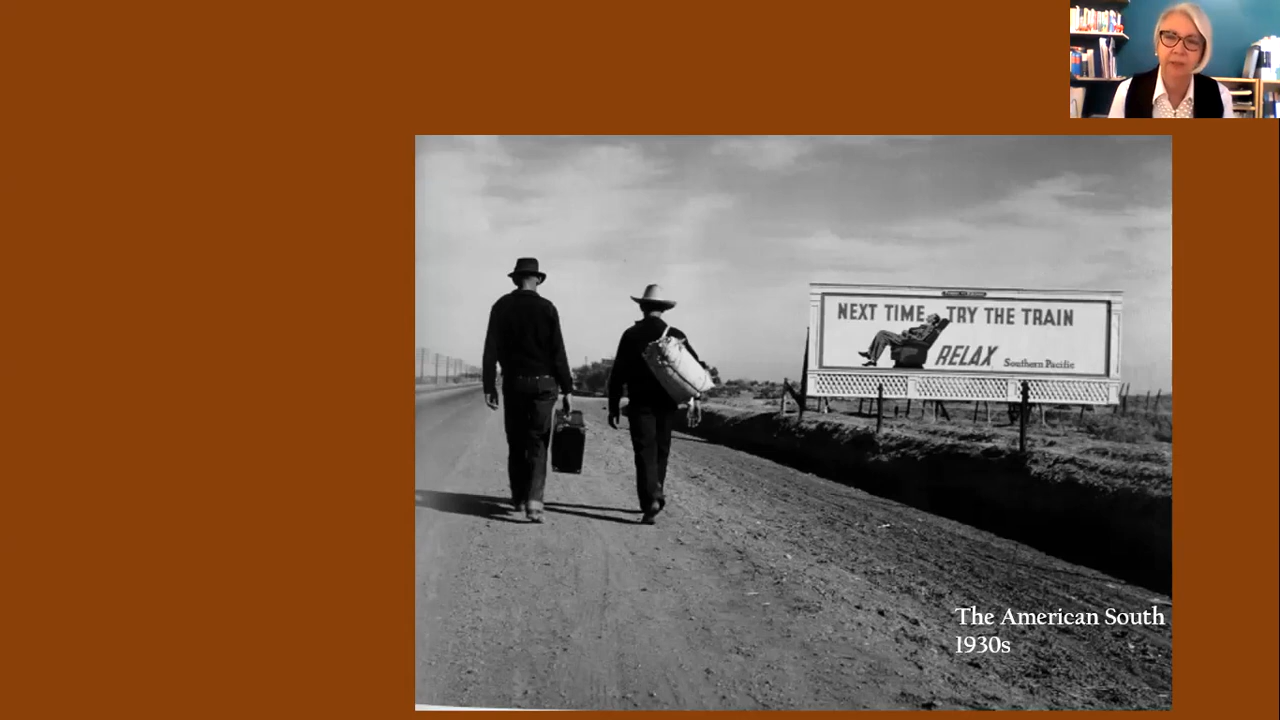 NEXT TIME TRY THE TRAIN
RELAX Southern Pacific
The American South
1930s